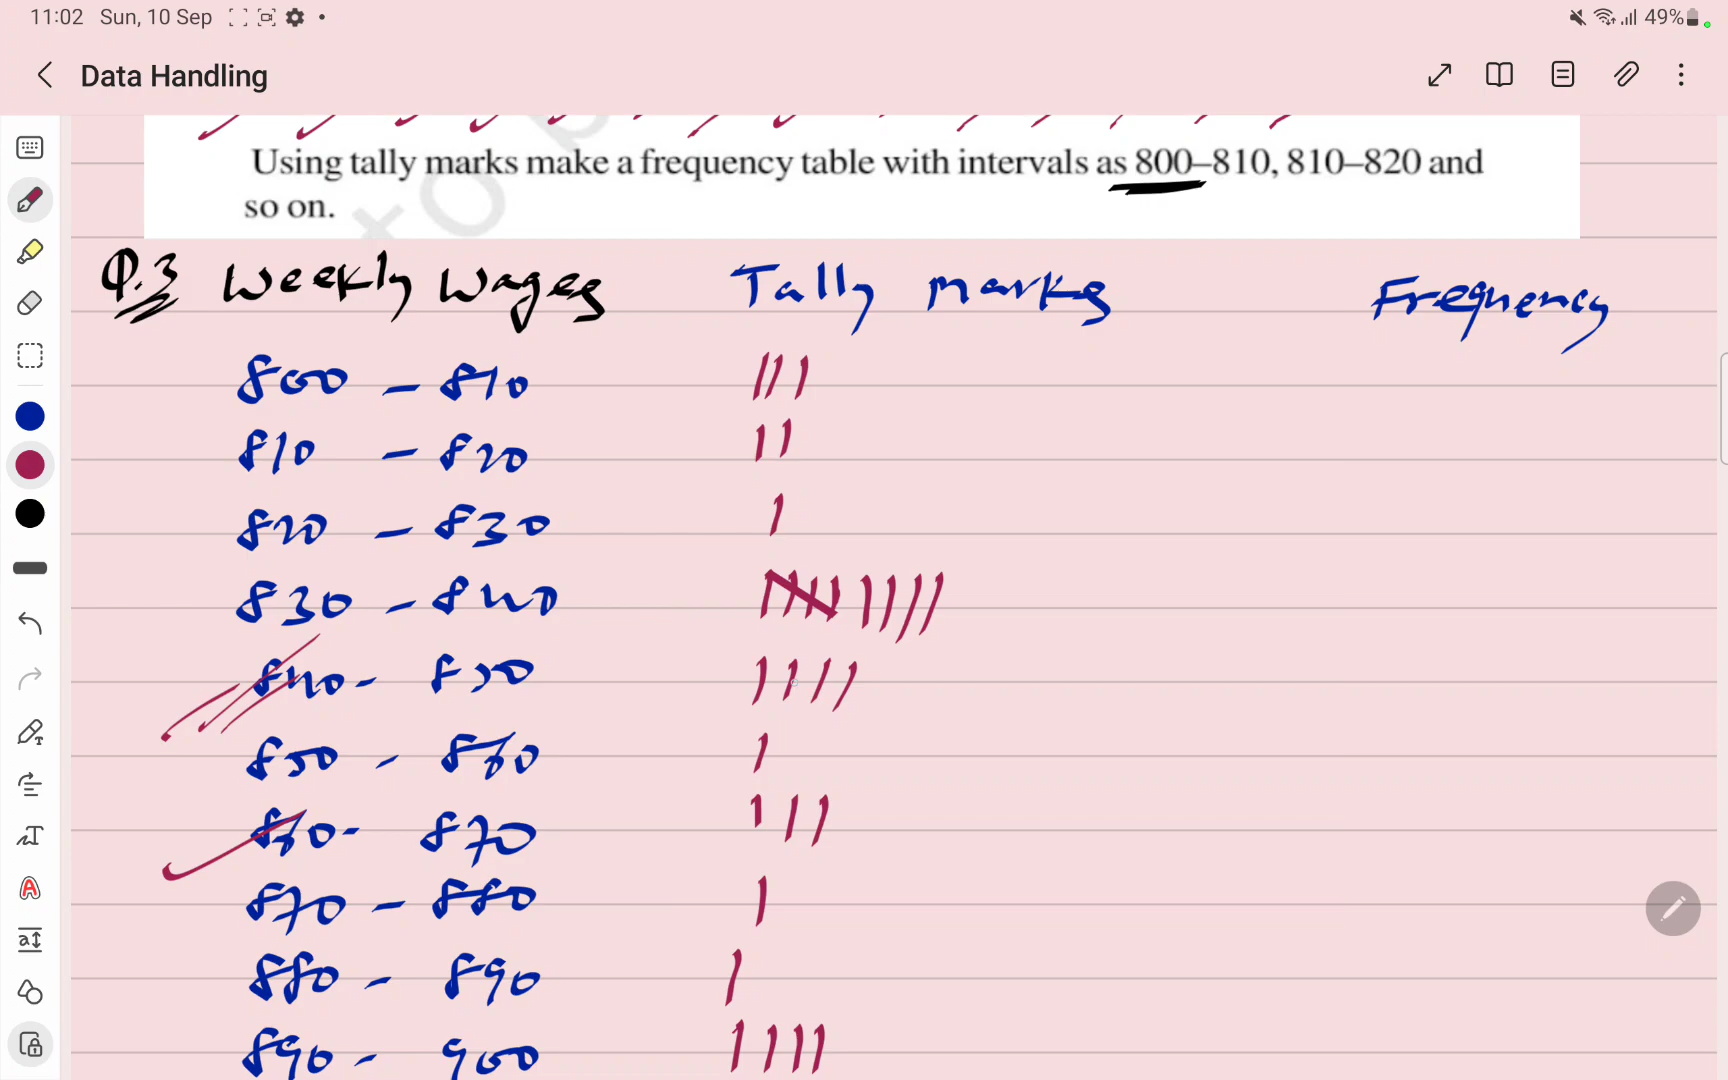 11:02 Sun, 10 Sep 49%
Data Handling
Using tally marks make a frequency table with intervals as 800–810, 810–820 and
so on.
Q.3 Weekly Wages Tally marks Frequency
800 - 810 |||
810 - 820 ||
820 - 830 |
830 - 840 |||| ||||
840 - 850 ||||
850 - 860 |
860 - 870 |||
870 - 880 |
880 - 890 |
890 - 900 ||||